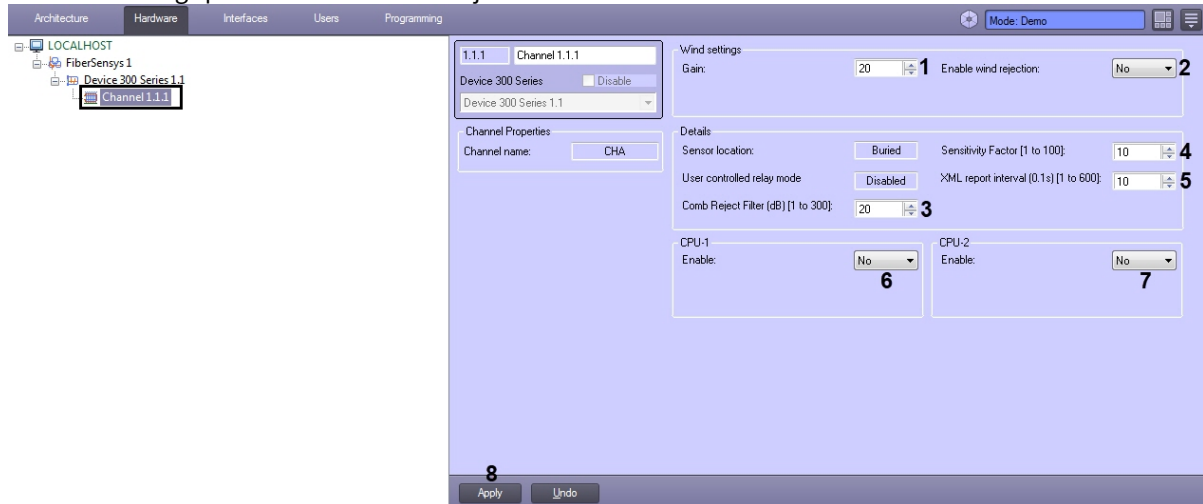 Architecture Hardware Interfaces Users Programming Mode: Demo
LOCALHOST
FiberSensys 1
Device 300 Series 1.1
Channel 1.1.1
1.1.1 Channel 1.1.1
Device 300 Series Disable
Device 300 Series 1.1
Channel Properties
Channel name: CHA
Wind settings
Gain: 20 1 Enable wind rejection: No 2
Details
Sensor location: Buried Sensitivity Factor [1 to 100]: 10 4
User controlled relay mode Disabled XML report interval (0.1s) [1 to 600]: 10 5
Comb Reject Filter (dB) [1 to 300]: 20 3
CPU-1
Enable: No
6
CPU-2
Enable: No
7
8
Apply Undo